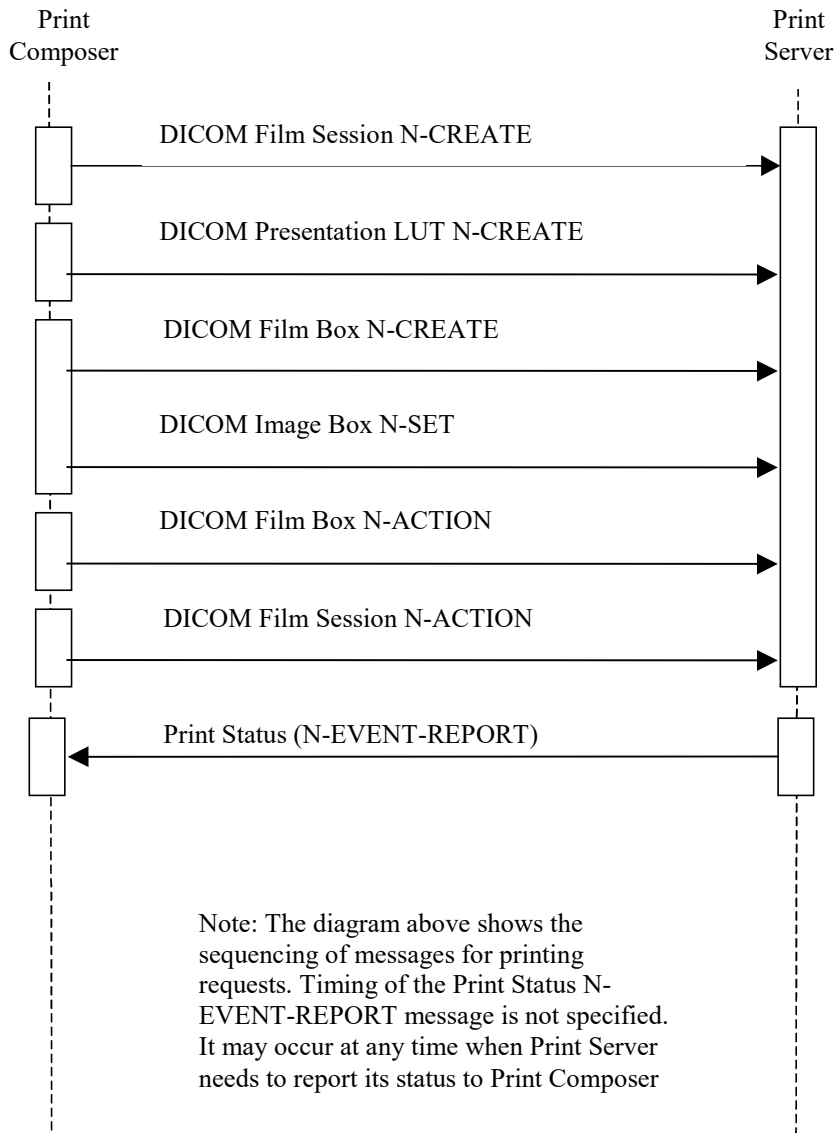 Print
Composer
Print
Server
DICOM Film Session N-CREATE
DICOM Presentation LUT N-CREATE
DICOM Film Box N-CREATE
DICOM Image Box N-SET
DICOM Film Box N-ACTION
DICOM Film Session N-ACTION
Print Status (N-EVENT-REPORT)
Note: The diagram above shows the
sequencing of messages for printing
requests. Timing of the Print Status N-
EVENT-REPORT message is not specified.
It may occur at any time when Print Server
needs to report its status to Print Composer